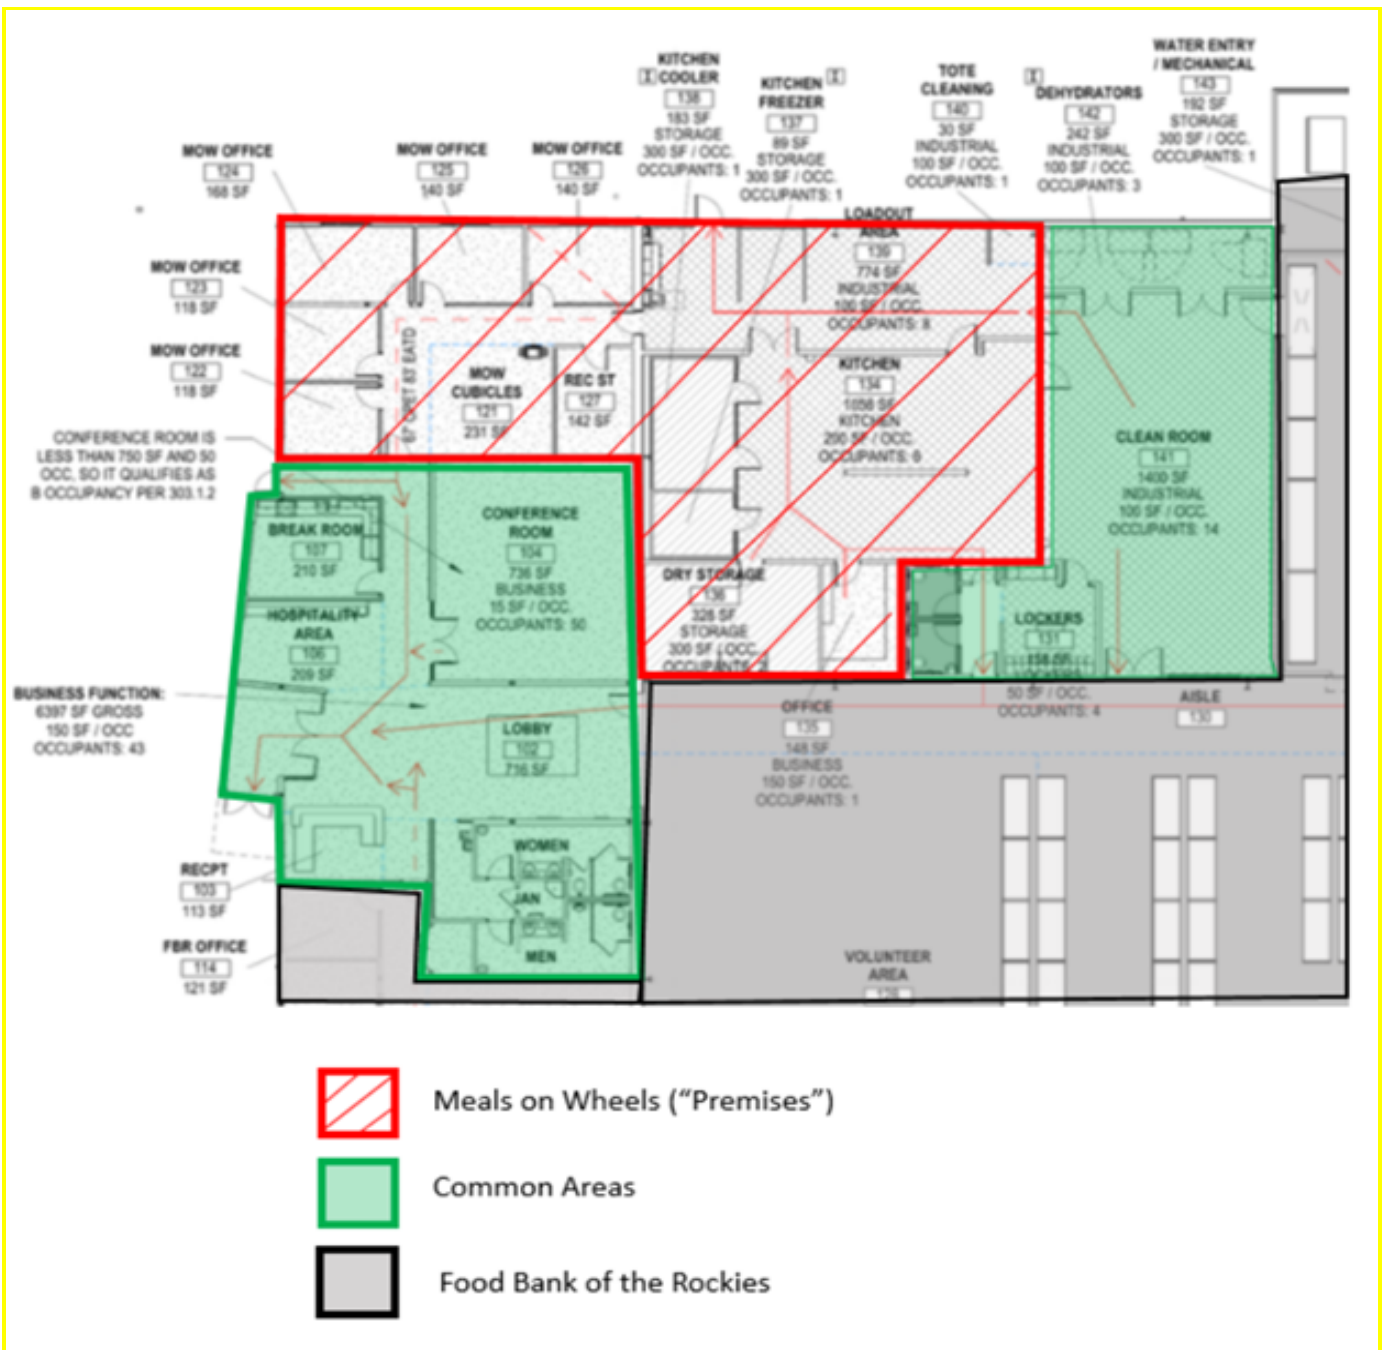 KITCHEN
COOLER
138
183 SF
STORAGE
300 SF / OCC.
OCCUPANTS: 1
KITCHEN
FREEZER
137
89 SF
STORAGE
300 SF / OCC.
OCCUPANTS: 1
TOTE
CLEANING
140
30 SF
INDUSTRIAL
100 SF / OCC.
OCCUPANTS: 1
DEHYDRATORS
142
242 SF
INDUSTRIAL
100 SF / OCC.
OCCUPANTS: 3
WATER ENTRY
/ MECHANICAL
143
192 SF
STORAGE
300 SF / OCC.
OCCUPANTS: 1
MOW OFFICE
124
168 SF
MOW OFFICE
125
140 SF
MOW OFFICE
126
140 SF
LOADOUT
AREA
139
774 SF
INDUSTRIAL
100 SF / OCC.
OCCUPANTS: 8
MOW OFFICE
123
118 SF
MOW OFFICE
122
118 SF
MOW
CUBICLES
121
231 SF
REC ST
127
142 SF
KITCHEN
134
1058 SF
KITCHEN
200 SF / OCC.
OCCUPANTS: 6
CLEAN ROOM
141
1400 SF
INDUSTRIAL
100 SF / OCC.
OCCUPANTS: 14
CONFERENCE ROOM IS
LESS THAN 750 SF AND 50
OCC, SO IT QUALIFIES AS
B OCCUPANCY PER 303.1.2
BREAK ROOM
107
210 SF
CONFERENCE
ROOM
104
736 SF
BUSINESS
15 SF / OCC.
OCCUPANTS: 50
HOSPITALITY
AREA
106
209 SF
DRY STORAGE
136
328 SF
STORAGE
300 SF / OCC.
OCCUPANTS: 2
LOCKERS
131
LOCKERS
50 SF / OCC.
OCCUPANTS: 4
BUSINESS FUNCTION:
6397 SF GROSS
150 SF / OCC
OCCUPANTS: 43
LOBBY
102
716 SF
OFFICE
135
148 SF
BUSINESS
150 SF / OCC.
OCCUPANTS: 1
AISLE
130
RECPT
103
113 SF
WOMEN
JAN
MEN
FBR OFFICE
114
121 SF
VOLUNTEER
AREA
Meals on Wheels (“Premises”)
Common Areas
Food Bank of the Rockies